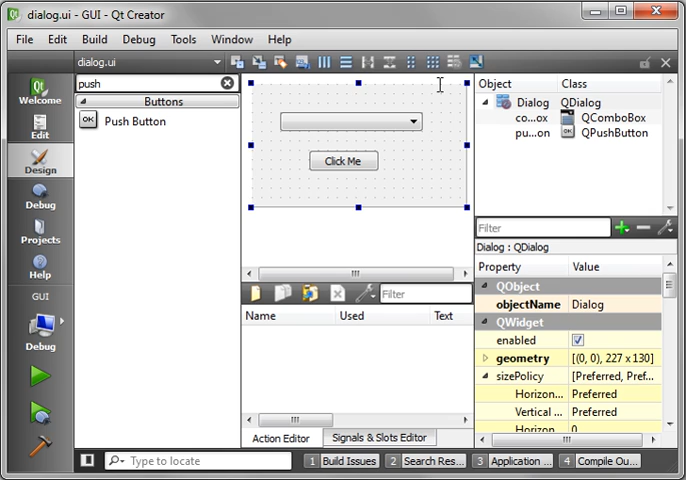 dialog.ui - GUI - Qt Creator
File Edit Build Debug Tools Window Help
dialog.ui
Welcome
Edit
Design
Debug
Projects
Help
GUI
Debug
push
Buttons
OK Push Button
Click Me
Filter
Name Used Text
Action Editor Signals & Slots Editor
Object Class
Dialog QDialog
co...ox QComboBox
pu...on OK QPushButton
Filter
Dialog : QDialog
Property Value
QObject
objectName Dialog
QWidget
enabled
geometry [(0, 0), 227 x 130]
sizePolicy [Preferred, Pref...
Horizon... Preferred
Vertical ... Preferred
Horizon... 0
Type to locate
1 Build Issues 2 Search Res... 3 Application ... 4 Compile Ou...